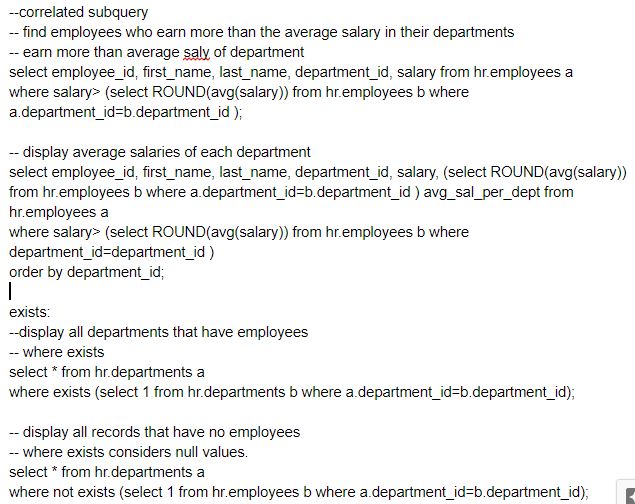 --correlated subquery
-- find employees who earn more than the average salary in their departments
-- earn more than average saly of department
select employee_id, first_name, last_name, department_id, salary from hr.employees a
where salary> (select ROUND(avg(salary)) from hr.employees b where
a.department_id=b.department_id );
-- display average salaries of each department
select employee_id, first_name, last_name, department_id, salary, (select ROUND(avg(salary))
from hr.employees b where a.department_id=b.department_id ) avg_sal_per_dept from
hr.employees a
where salary> (select ROUND(avg(salary)) from hr.employees b where
department_id=department_id )
order by department_id;
exists:
--display all departments that have employees
-- where exists
select * from hr.departments a
where exists (select 1 from hr.departments b where a.department_id=b.department_id);
-- display all records that have no employees
-- where exists considers null values.
select * from hr.departments a
where not exists (select 1 from hr.employees b where a.department_id=b.department_id);